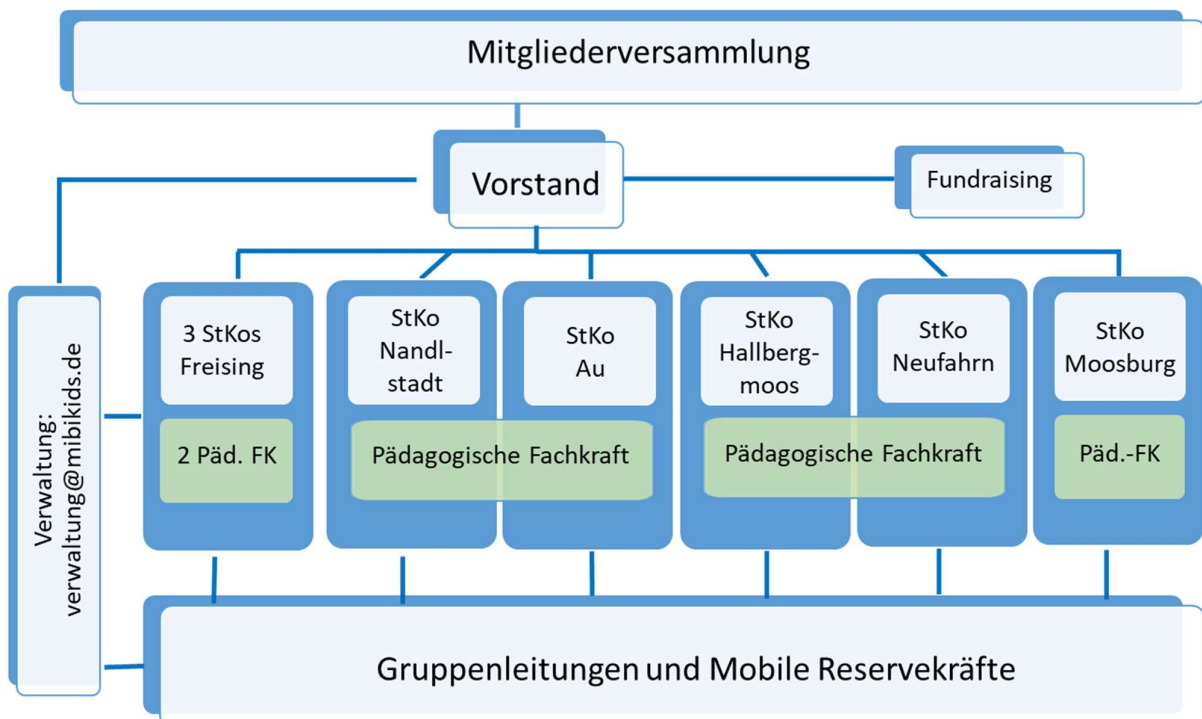 Mitgliederversammlung
Vorstand
Fundraising
Verwaltung:
verwaltung@mibikids.de
3 StKos
Freising
2 Päd. FK
StKo
Nandl-
stadt
StKo
Au
Pädagogische Fachkraft
StKo
Hallberg-
moos
StKo
Neufahrn
Pädagogische Fachkraft
StKo
Moosburg
Päd.-FK
Gruppenleitungen und Mobile Reservekräfte